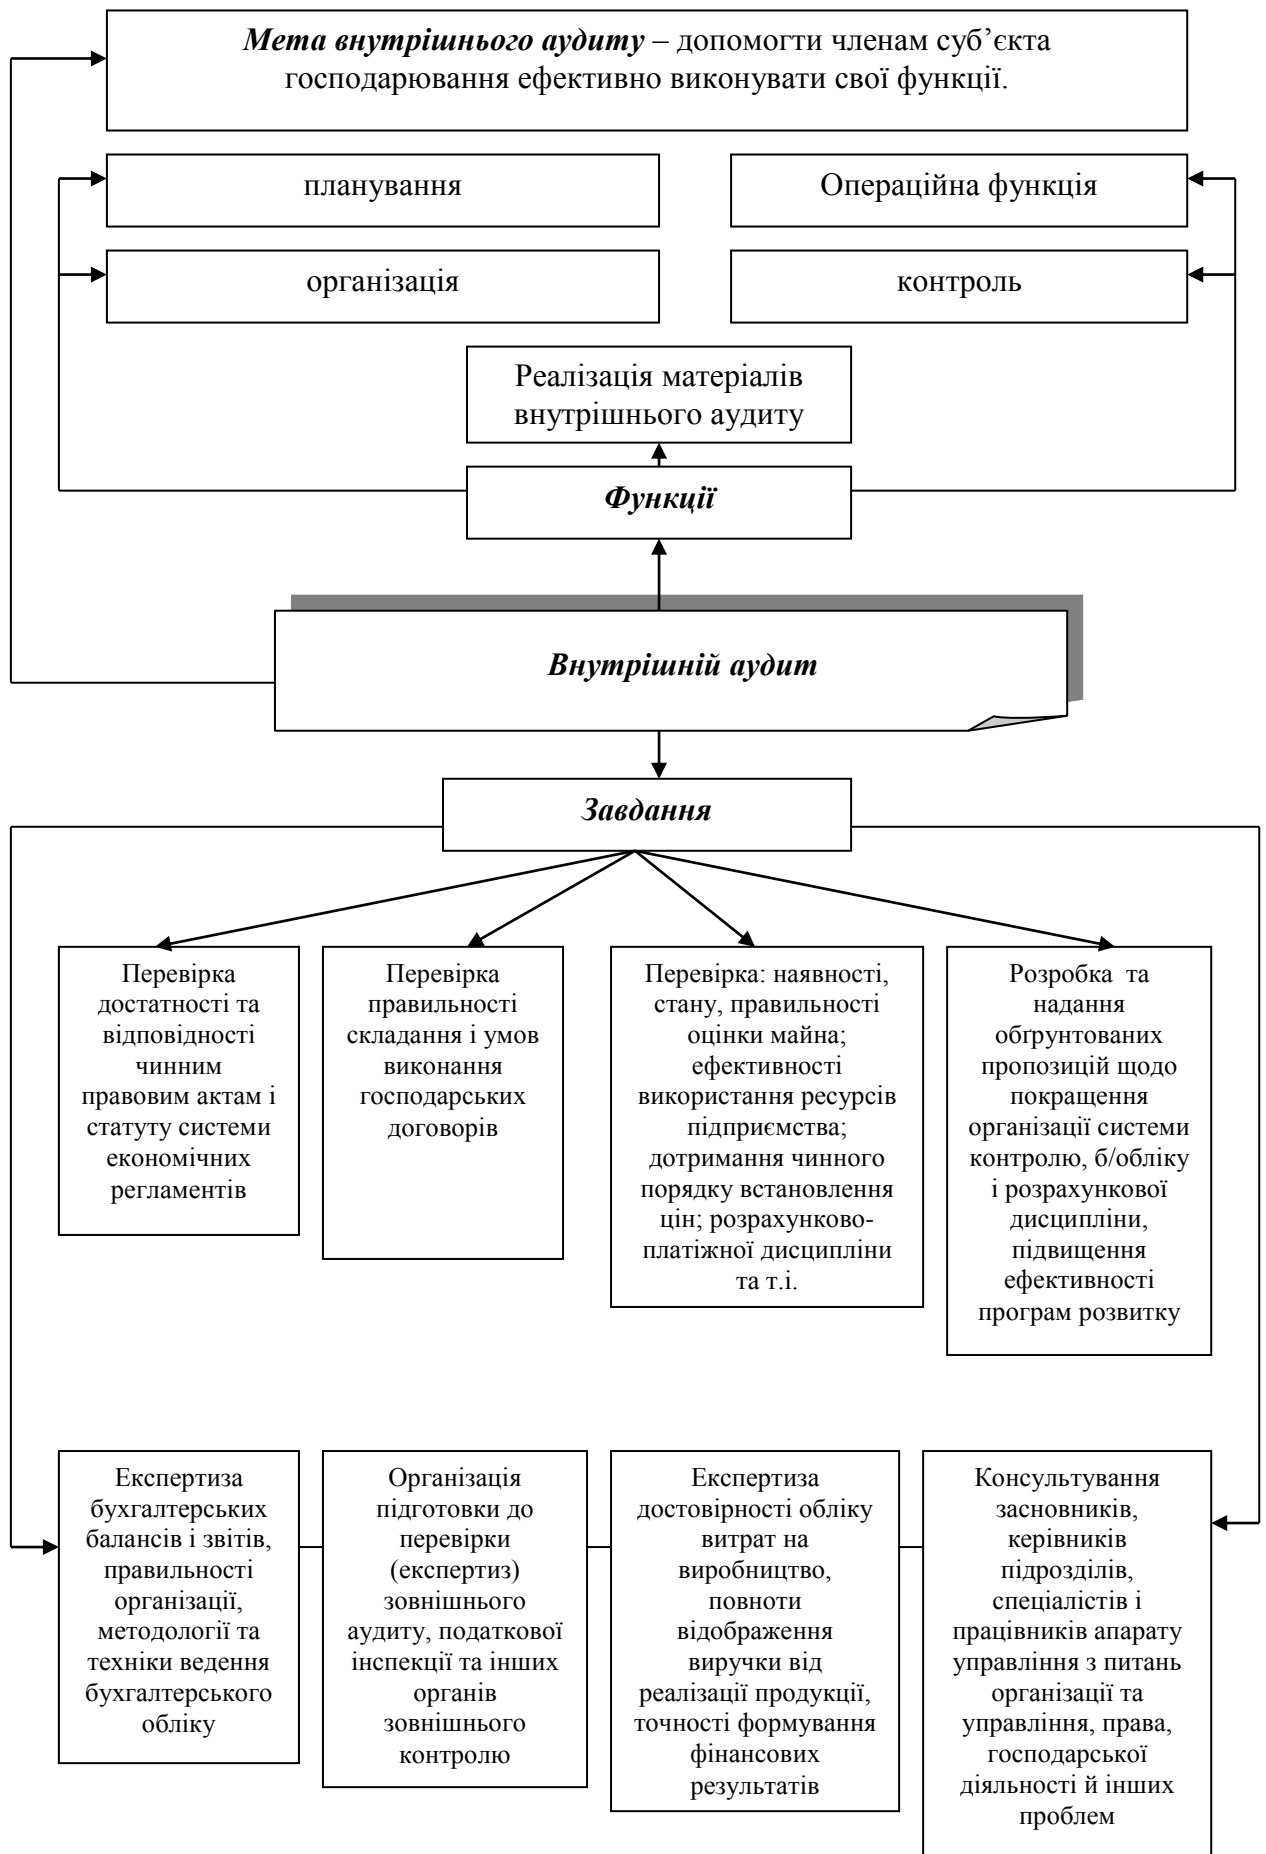 Мета внутрішнього аудиту – допомогти членам суб’єкта
господарювання ефективно виконувати свої функції.
планування
Операційна функція
організація
контроль
Реалізація матеріалів
внутрішнього аудиту
Функції
Внутрішній аудит
Завдання
Перевірка
достатності та
відповідності
чинним
правовим актам і
статуту системи
економічних
регламентів
Перевірка
правильності
складання і умов
виконання
господарських
договорів
Перевірка: наявності,
стану, правильності
оцінки майна;
ефективності
використання ресурсів
підприємства;
дотримання чинного
порядку встановлення
цін; розрахунково-
платіжної дисципліни
та т.і.
Розробка та
надання
обґрунтованих
пропозицій щодо
покращення
організації системи
контролю, б/обліку
і розрахункової
дисципліни,
підвищення
ефективності
програм розвитку
Експертиза
бухгалтерських
балансів і звітів,
правильності
організації,
методології та
техніки ведення
бухгалтерського
обліку
Організація
підготовки до
перевірки
(експертиз)
зовнішнього
аудиту, податкової
інспекції та інших
органів
зовнішнього
контролю
Експертиза
достовірності обліку
витрат на
виробництво,
повноти
відображення
виручки від
реалізації продукції,
точності формування
фінансових
результатів
Консультування
засновників,
керівників
підрозділів,
спеціалістів і
працівників апарату
управління з питань
організації та
управління, права,
господарської
діяльності й інших
проблем